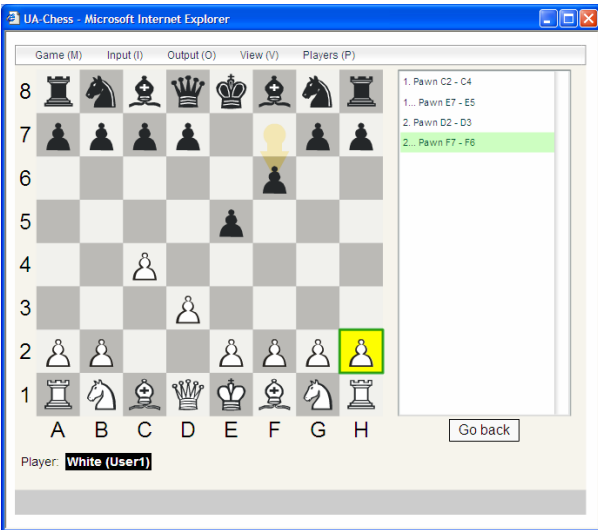 UA-Chess - Microsoft Internet Explorer
Game (M) Input (I) Output (O) View (V) Players (P)
8
7
6
5
4
3
2
1
A B C D E F G H
1. Pawn C2 - C4
1... Pawn E7 - E5
2. Pawn D2 - D3
2... Pawn F7 - F6
Go back
Player: White (User1)